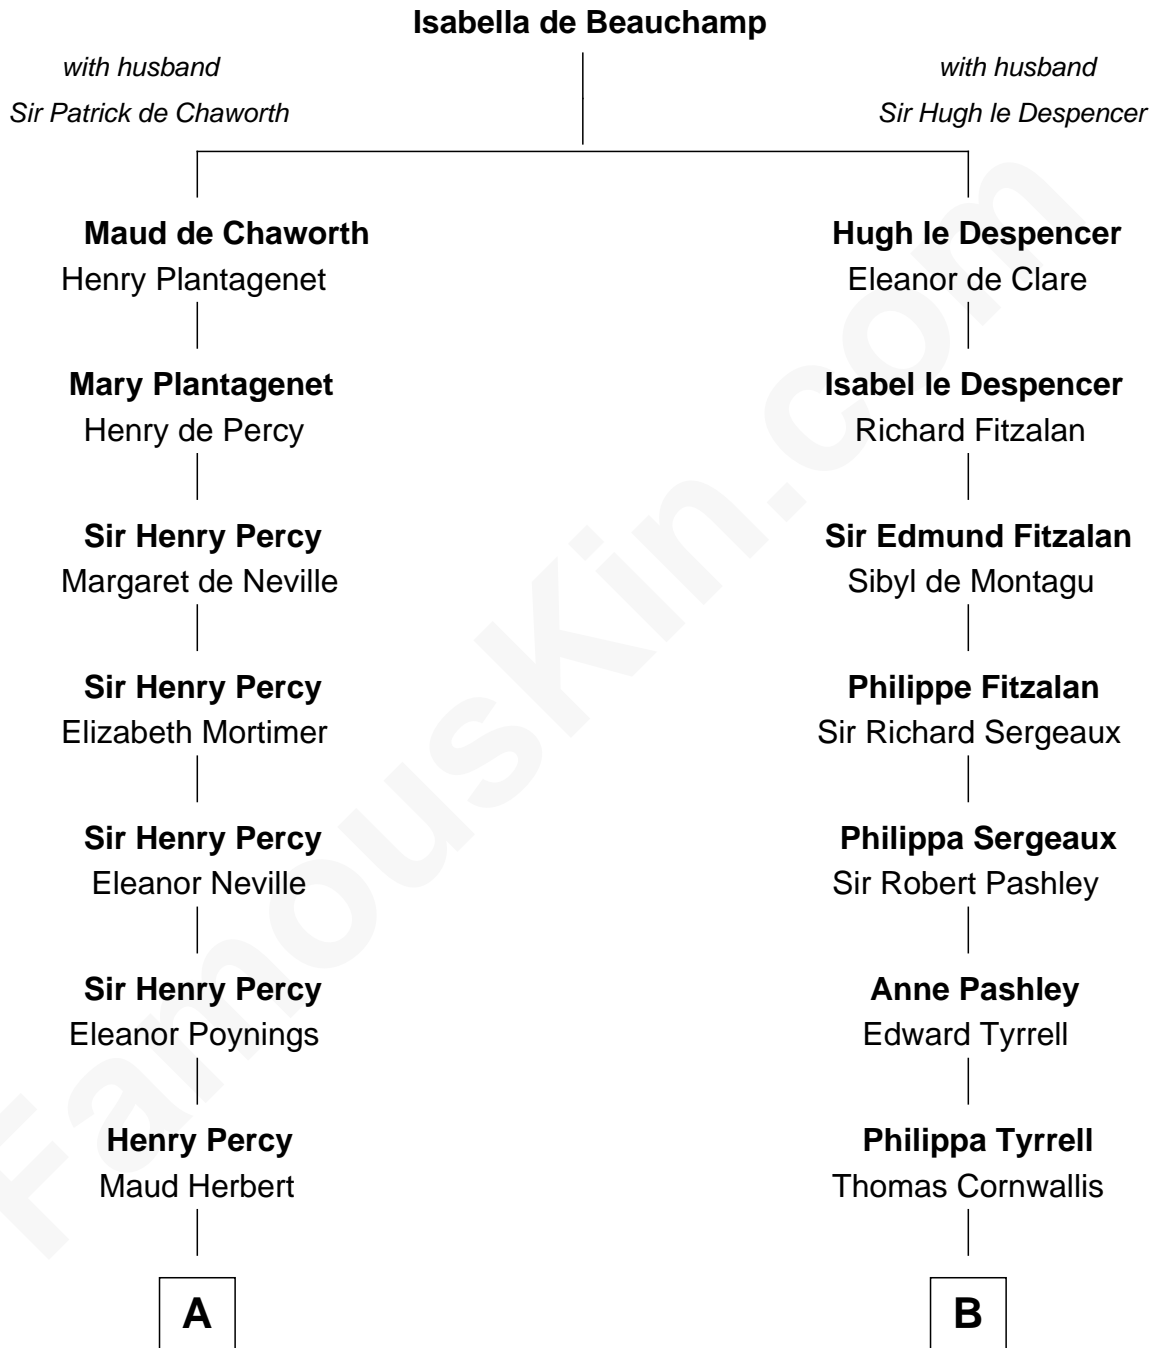 Isabella de Beauchamp
with husband
Sir Patrick de Chaworth
with husband
Sir Hugh le Despencer
Maud de Chaworth
Henry Plantagenet
Mary Plantagenet
Henry de Percy
Sir Henry Percy
Margaret de Neville
Sir Henry Percy
Elizabeth Mortimer
Sir Henry Percy
Eleanor Neville
Sir Henry Percy
Eleanor Poynings
Henry Percy
Maud Herbert
A
Hugh le Despencer
Eleanor de Clare
Isabel le Despencer
Richard Fitzalan
Sir Edmund Fitzalan
Sibyl de Montagu
Philippe Fitzalan
Sir Richard Sergeaux
Philippa Sergeaux
Sir Robert Pashley
Anne Pashley
Edward Tyrrell
Philippa Tyrrell
Thomas Cornwallis
B
FamousKin.com